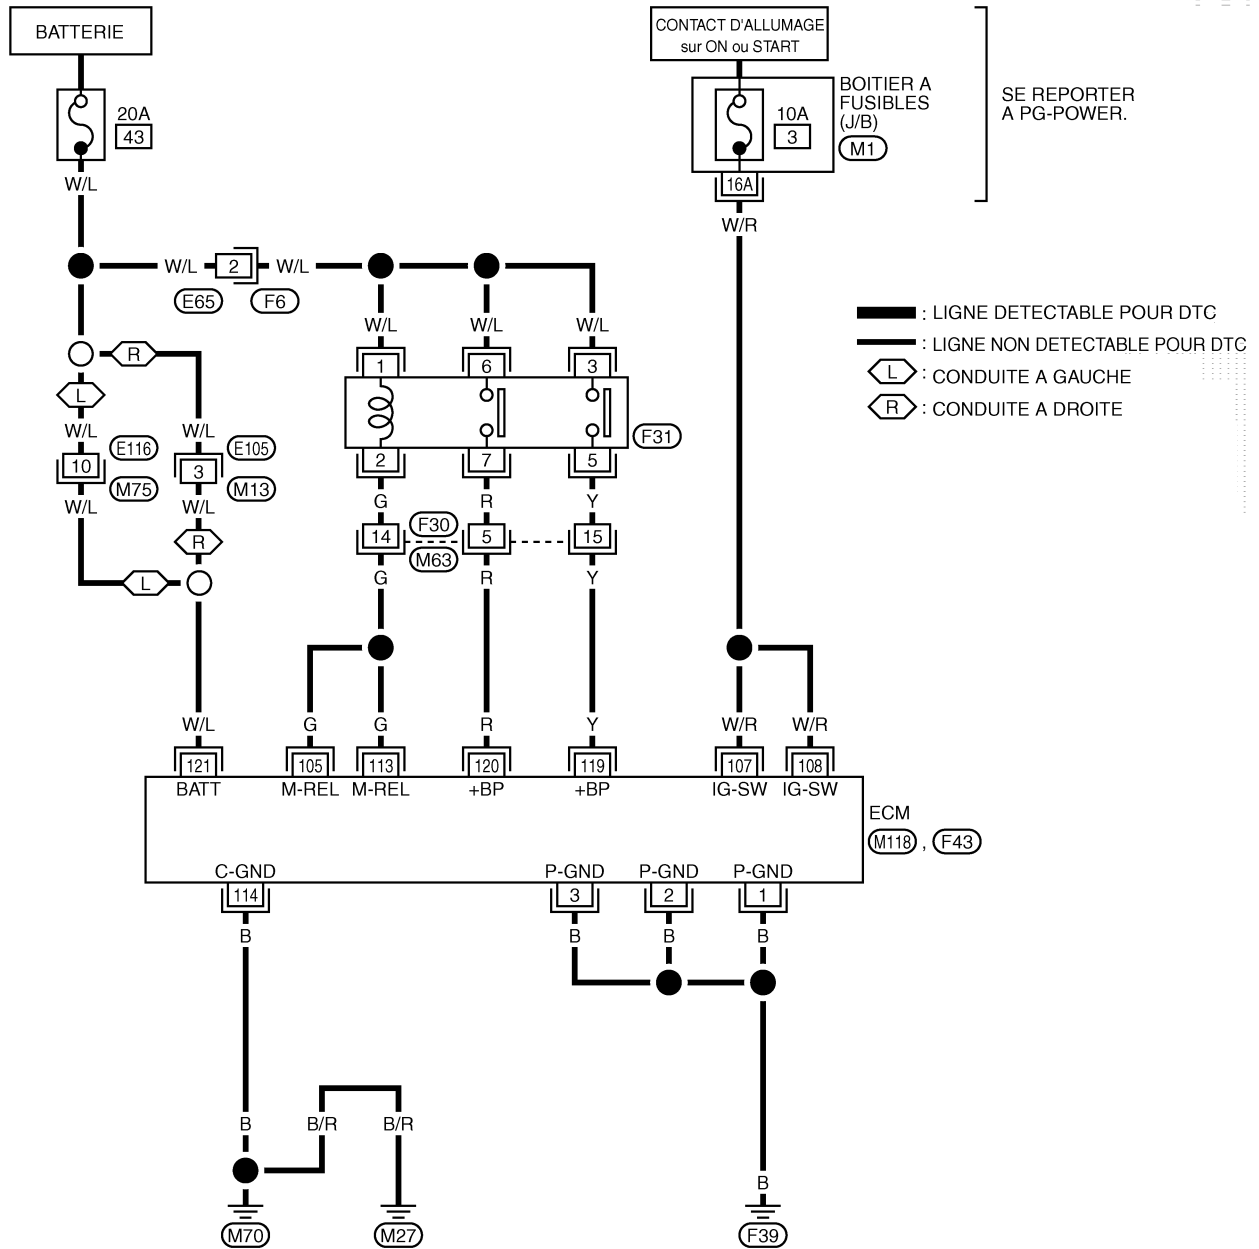 BATTERIE
CONTACT D'ALLUMAGE
sur ON ou START
20A
43
10A
3
BOITIER A
FUSIBLES
(J/B)
M1
SE REPORTER
A PG-POWER.
W/L
16A
W/R
W/L
2
W/L
E65
F6
W/L
W/L
W/L
: LIGNE DETECTABLE POUR DTC
: LIGNE NON DETECTABLE POUR DTC
L : CONDUITE A GAUCHE
R : CONDUITE A DROITE
R
L
1
6
3
F31
W/L
E116
W/L
E105
10
M75
3
M13
2
7
5
W/L
W/L
G
R
Y
14
F30
M63
5
15
R
L
G
R
Y
W/L
G
G
R
Y
W/R
W/R
121
105
113
120
119
107
108
BATT
M-REL
M-REL
+BP
+BP
IG-SW
IG-SW
ECM
M118 , F43
C-GND
P-GND
P-GND
P-GND
114
3
2
1
B
B
B
B
B
B/R
B/R
B
M70
M27
F39